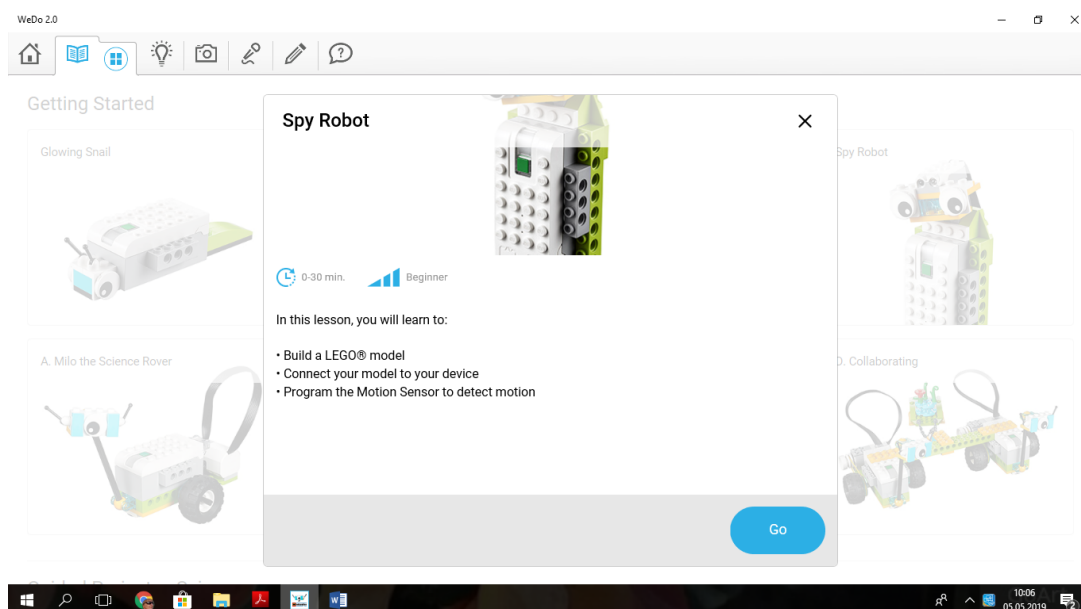 WeDo 2.0
Getting Started
Spy Robot
Glowing Snail
Spy Robot
0-30 min.
Beginner
In this lesson, you will learn to:
• Build a LEGO® model
• Connect your model to your device
• Program the Motion Sensor to detect motion
A. Milo the Science Rover
D. Collaborating
Go
10:06
05.05.2019